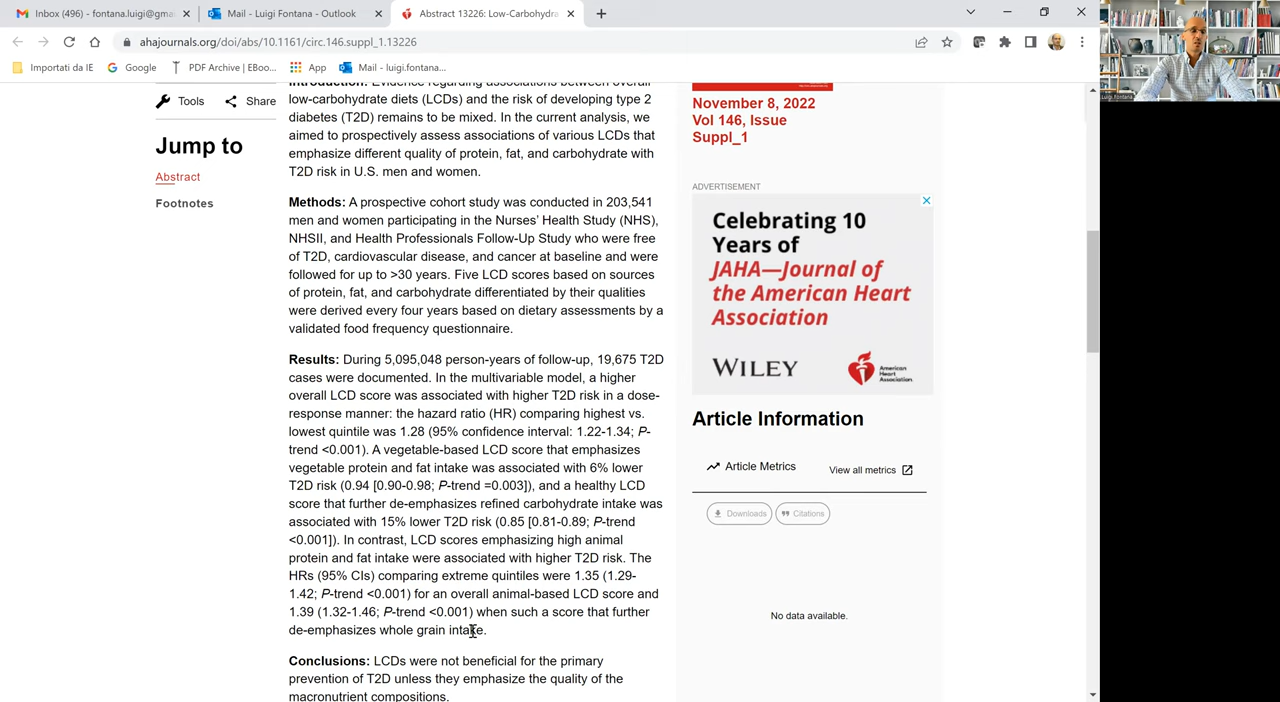 Inbox (496) - fontana.luigi@gma
Mail - Luigi Fontana - Outlook
Abstract 13226: Low-Carbohydra
ahajournals.org/doi/abs/10.1161/circ.146.suppl_1.13226
Importati da IE
Google
PDF Archive | EBoo...
App
Mail - luigi.fontana...
Tools
Share
Jump to
Abstract
Footnotes
Introduction: Evidence regarding associations between overall
low-carbohydrate diets (LCDs) and the risk of developing type 2
diabetes (T2D) remains to be mixed. In the current analysis, we
aimed to prospectively assess associations of various LCDs that
emphasize different quality of protein, fat, and carbohydrate with
T2D risk in U.S. men and women.
Methods: A prospective cohort study was conducted in 203,541
men and women participating in the Nurses' Health Study (NHS),
NHSII, and Health Professionals Follow-Up Study who were free
of T2D, cardiovascular disease, and cancer at baseline and were
followed for up to >30 years. Five LCD scores based on sources
of protein, fat, and carbohydrate differentiated by their qualities
were derived every four years based on dietary assessments by a
validated food frequency questionnaire.
Results: During 5,095,048 person-years of follow-up, 19,675 T2D
cases were documented. In the multivariable model, a higher
overall LCD score was associated with higher T2D risk in a dose-
response manner: the hazard ratio (HR) comparing highest vs.
lowest quintile was 1.28 (95% confidence interval: 1.22-1.34; P-
trend <0.001). A vegetable-based LCD score that emphasizes
vegetable protein and fat intake was associated with 6% lower
T2D risk (0.94 [0.90-0.98; P-trend =0.003]), and a healthy LCD
score that further de-emphasizes refined carbohydrate intake was
associated with 15% lower T2D risk (0.85 [0.81-0.89; P-trend
<0.001]). In contrast, LCD scores emphasizing high animal
protein and fat intake were associated with higher T2D risk. The
HRs (95% CIs) comparing extreme quintiles were 1.35 (1.29-
1.42; P-trend <0.001) for an overall animal-based LCD score and
1.39 (1.32-1.46; P-trend <0.001) when such a score that further
de-emphasizes whole grain intake.
Conclusions: LCDs were not beneficial for the primary
prevention of T2D unless they emphasize the quality of the
macronutrient compositions.
November 8, 2022
Vol 146, Issue
Suppl_1
ADVERTISEMENT
Celebrating 10
Years of
JAHA—Journal of
the American Heart
Association
WILEY
American
Heart
Association.
Article Information
Article Metrics
View all metrics
Downloads
Citations
No data available.
Luigi Fontana